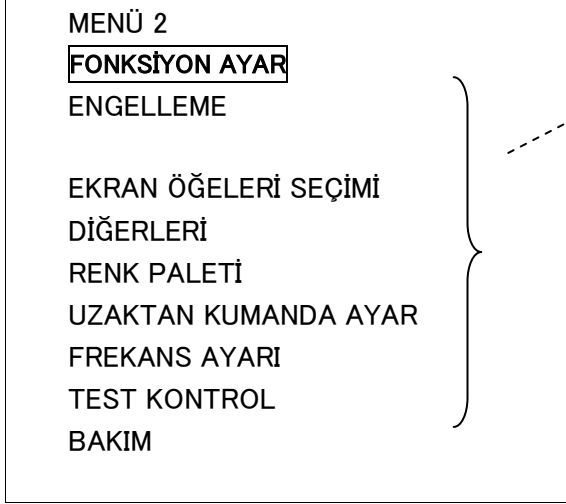 MENÜ 2
FONKSİYON AYAR
ENGELLEME
EKRAN ÖĞELERİ SEÇİMİ
DİĞERLERİ
RENK PALETİ
UZAKTAN KUMANDA AYAR
FREKANS AYARI
TEST KONTROL
BAKIM